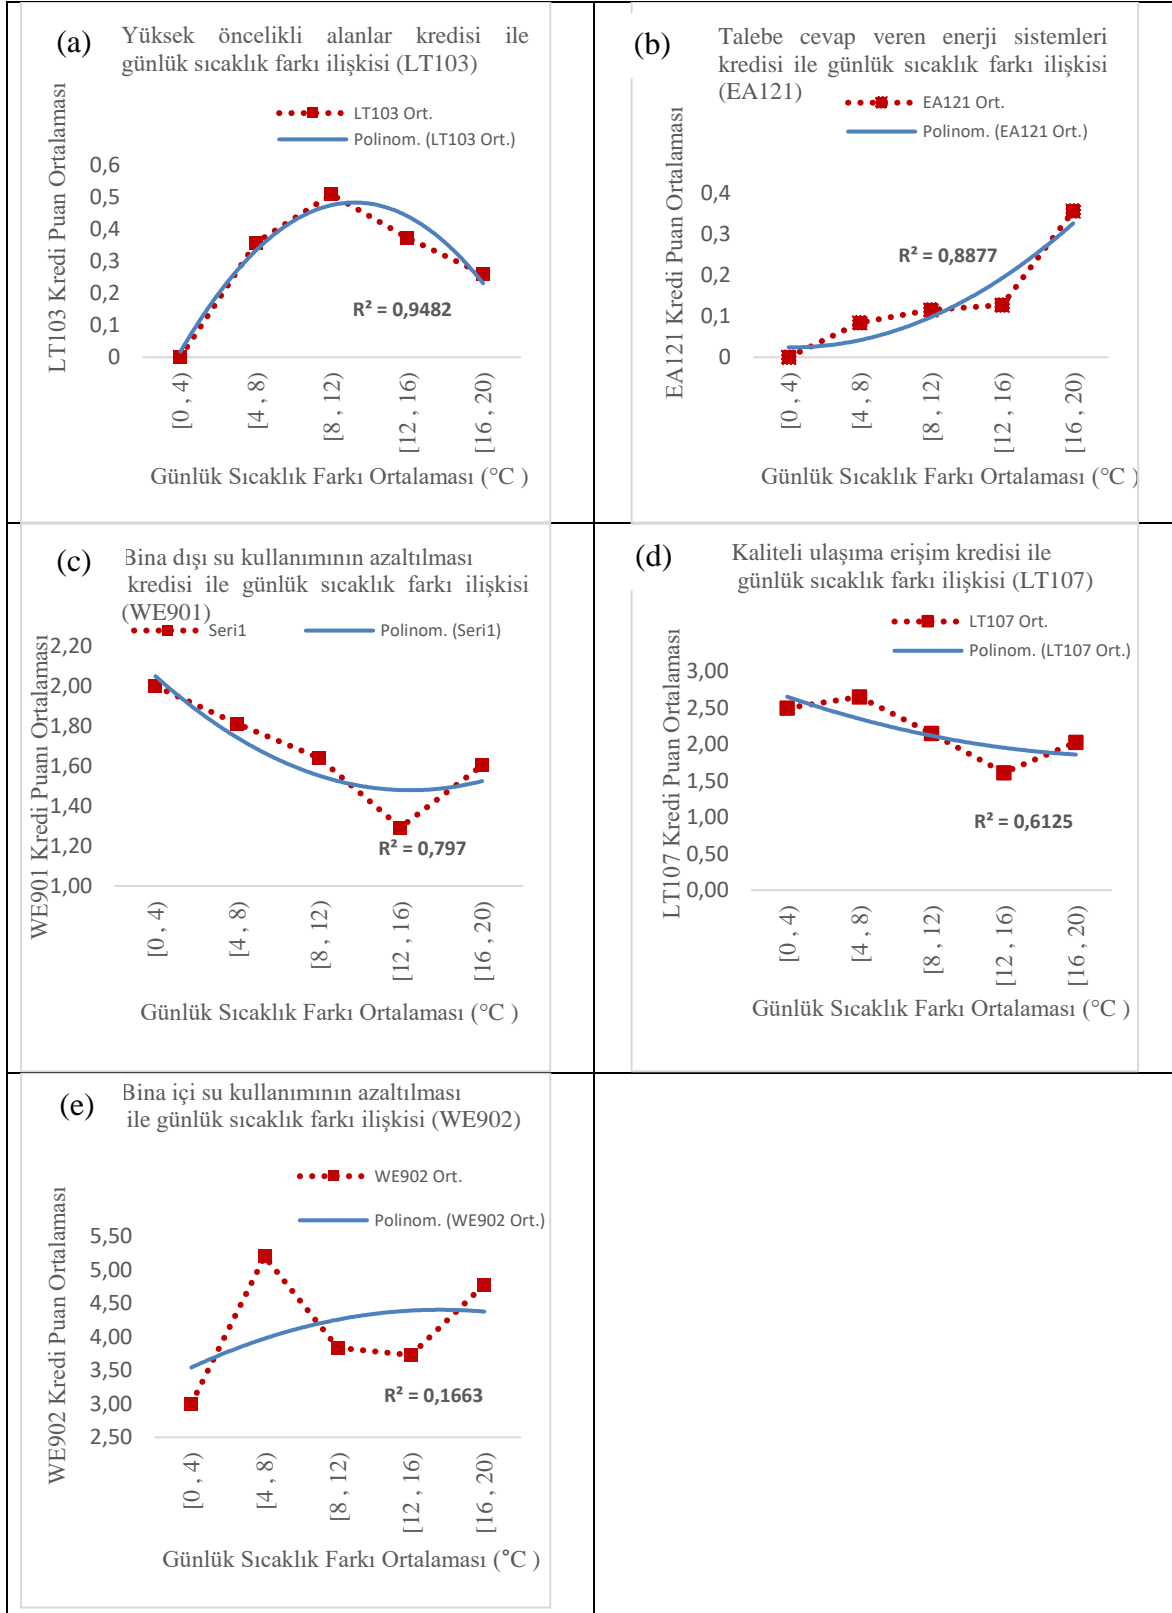 (a)
Yüksek öncelikli alanlar kredisi ile
günlük sıcaklık farkı ilişkisi (LT103)
LT103 Ort.
Polinom. (LT103 Ort.)
LT103 Kredi Puan Ortalaması
0,6
0,5
0,4
0,3
0,2
0,1
0
R² = 0,9482
[0 , 4)
[4 , 8)
[8 , 12)
[12 , 16)
[16 , 20)
Günlük Sıcaklık Farkı Ortalaması (°C )
(b)
Talebe cevap veren enerji sistemleri
kredisi ile günlük sıcaklık farkı ilişkisi
(EA121)
EA121 Ort.
Polinom. (EA121 Ort.)
EA121 Kredi Puan Ortalaması
0,4
0,3
0,2
0,1
0
R² = 0,8877
[0 , 4)
[4 , 8)
[8 , 12)
[12 , 16)
[16 , 20)
Günlük Sıcaklık Farkı Ortalaması (°C )
(c)
Bina dışı su kullanımının azaltılması
kredisi ile günlük sıcaklık farkı ilişkisi
(WE901)
Seri1
Polinom. (Seri1)
WE901 Kredi Puanı Ortalaması
2,20
2,00
1,80
1,60
1,40
1,20
1,00
R² = 0,797
[0 , 4)
[4 , 8)
[8 , 12)
[12 , 16)
[16 , 20)
Günlük Sıcaklık Farkı Ortalaması (°C )
(d)
Kaliteli ulaşıma erişim kredisi ile
günlük sıcaklık farkı ilişkisi (LT107)
LT107 Ort.
Polinom. (LT107 Ort.)
LT107 Kredi Puan Ortalaması
3,00
2,50
2,00
1,50
1,00
0,50
0,00
R² = 0,6125
[0 , 4)
[4 , 8)
[8 , 12)
[12 , 16)
[16 , 20)
Günlük Sıcaklık Farkı Ortalaması (°C )
(e)
Bina içi su kullanımının azaltılması
ile günlük sıcaklık farkı ilişkisi (WE902)
WE902 Ort.
Polinom. (WE902 Ort.)
WE902 Kredi Puan Ortalaması
5,50
5,00
4,50
4,00
3,50
3,00
2,50
R² = 0,1663
[0 , 4)
[4 , 8)
[8 , 12)
[12 , 16)
[16 , 20)
Günlük Sıcaklık Farkı Ortalaması (°C )